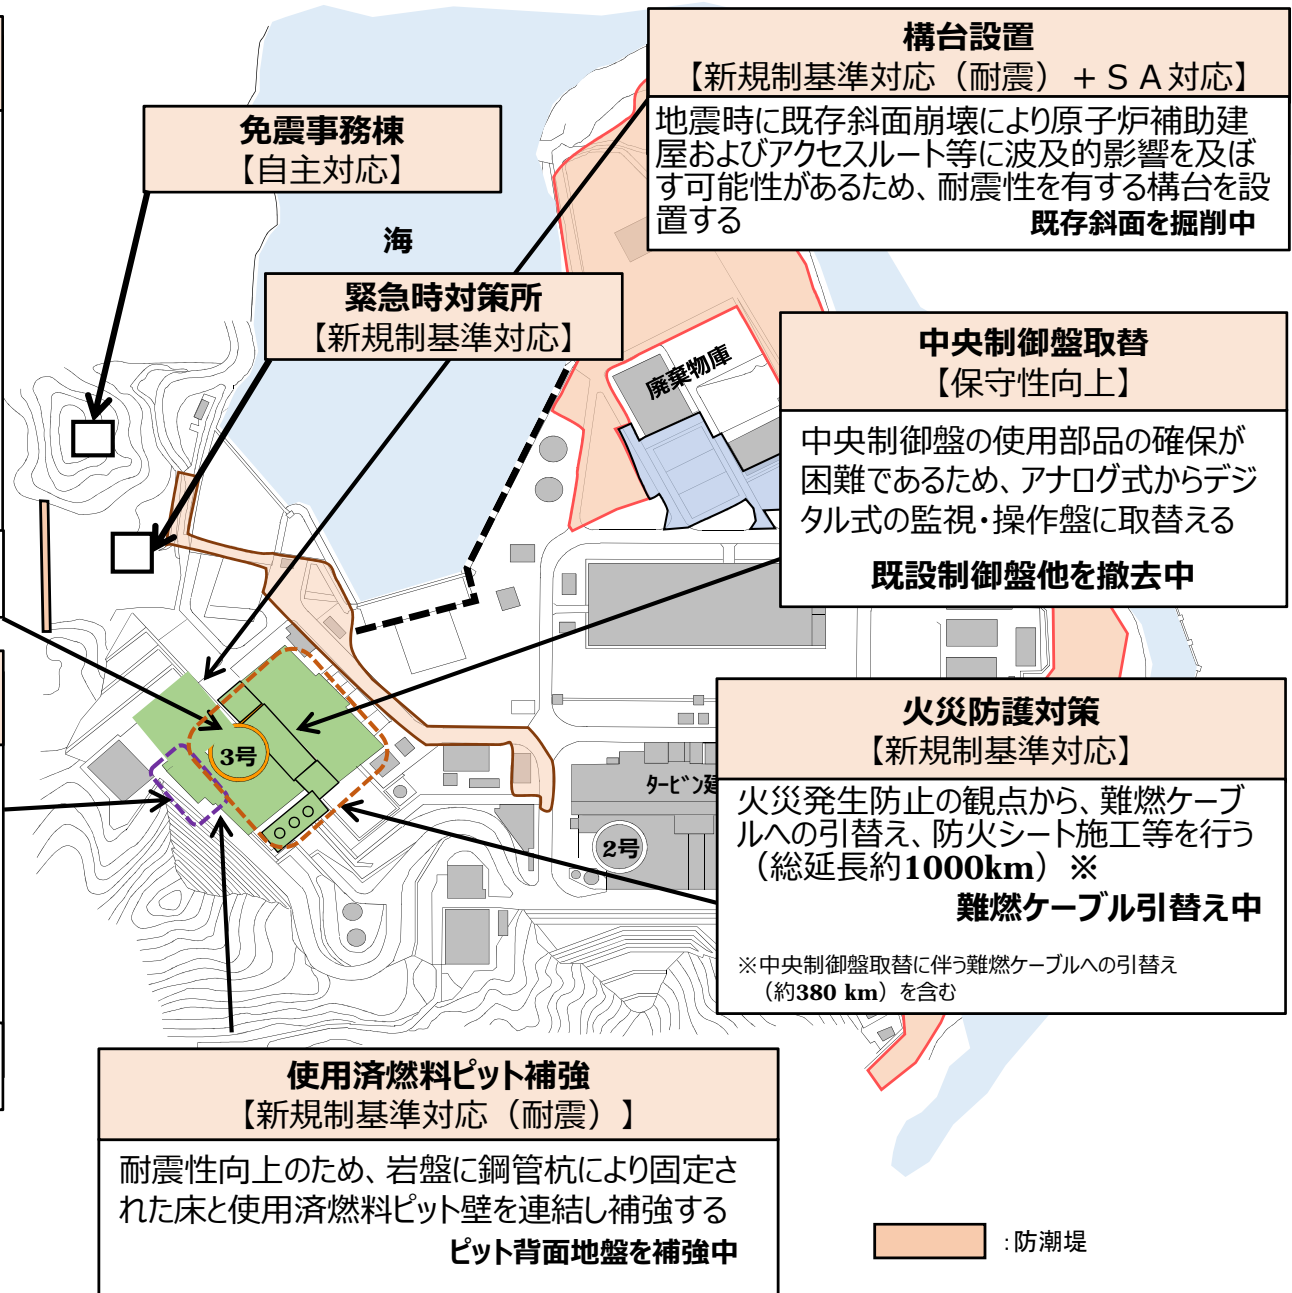 構台設置
【新規制基準対応（耐震）＋ＳＡ対応】
地震時に既存斜面崩壊により原子炉補助建
屋およびアクセスルート等に波及的影響を及ぼ
す可能性があるため、耐震性を有する構台を設
置する
既存斜面を掘削中
免震事務棟
【自主対応】
海
緊急時対策所
【新規制基準対応】
廃棄物庫
中央制御盤取替
【保守性向上】
中央制御盤の使用部品の確保が
困難であるため、アナログ式からデジ
タル式の監視・操作盤に取替える
既設制御盤他を撤去中
3号
タービン建
2号
火災防護対策
【新規制基準対応】
火災発生防止の観点から、難燃ケーブ
ルへの引替え、防火シート施工等を行う
（総延長約1000km）※
難燃ケーブル引替え中
※中央制御盤取替に伴う難燃ケーブルへの引替え
（約380 km）を含む
使用済燃料ピット補強
【新規制基準対応（耐震）】
耐震性向上のため、岩盤に鋼管杭により固定さ
れた床と使用済燃料ピット壁を連結し補強する
ピット背面地盤を補強中
：防潮堤